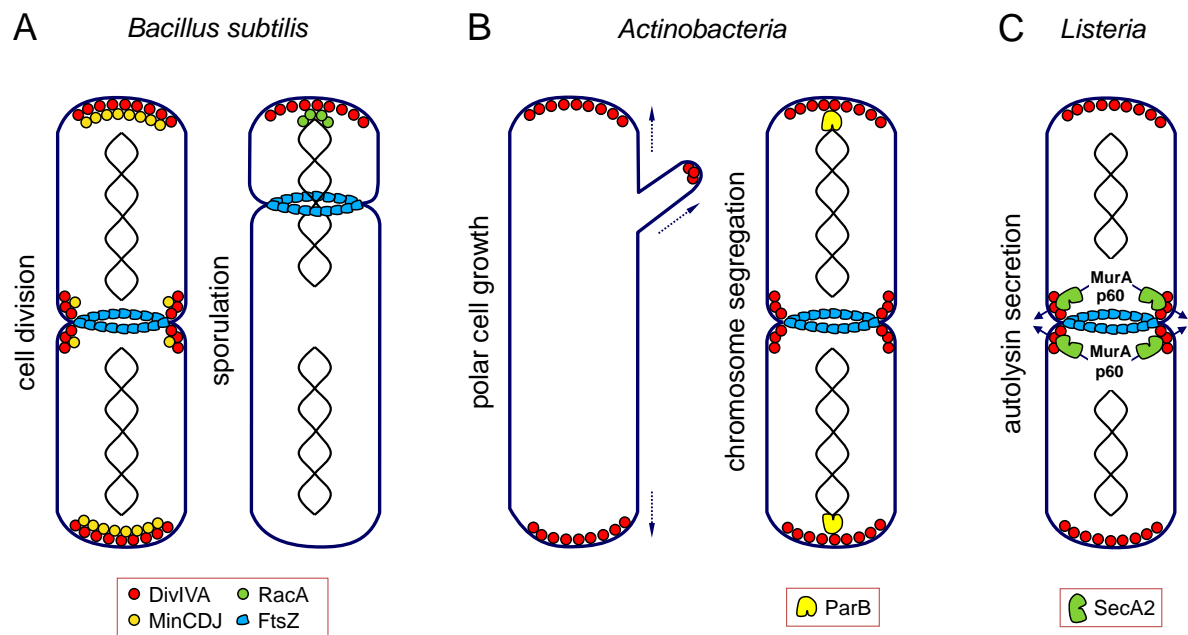 A
Bacillus subtilis
B
Actinobacteria
C
Listeria
cell division
sporulation
polar cell growth
chromosome segregation
autolysin secretion
MurA
p60
MurA
p60
DivIVA
RacA
MinCDJ
FtsZ
ParB
SecA2